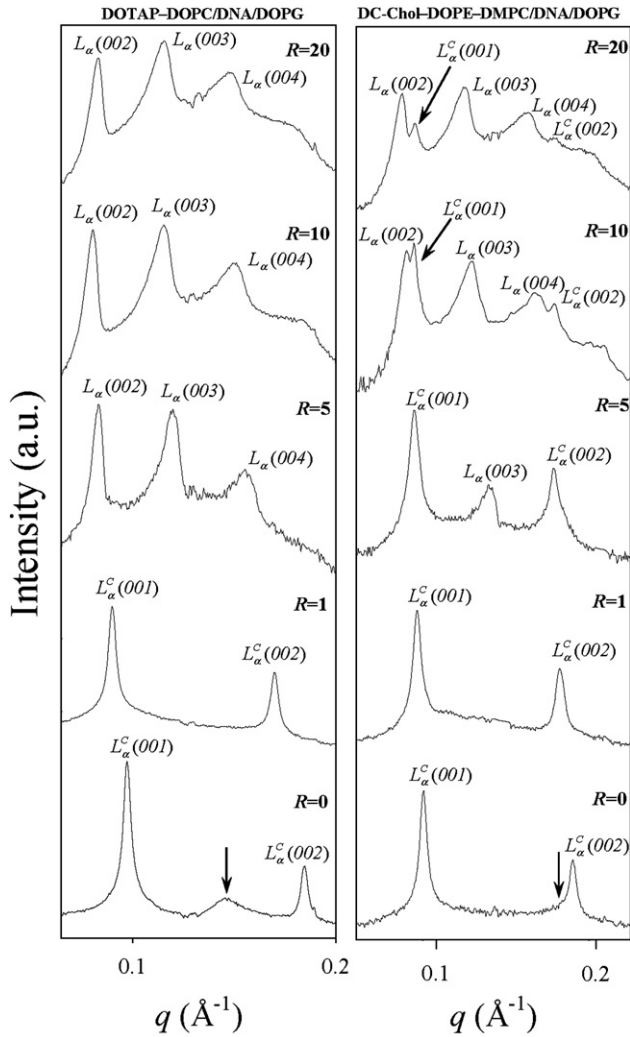 DOTAP–DOPC/DNA/DOPG
Lα(002)
Lα(003)
R=20
Lα(004)
Lα(002)
Lα(003)
R=10
Lα(004)
Lα(002)
Lα(003)
R=5
Lα(004)
LαC(001)
R=1
LαC(002)
LαC(001)
R=0
LαC(002)
0.1
0.2
q (Å-1)
DC-Chol–DOPE–DMPC/DNA/DOPG
LαC(001)
R=20
Lα(002)
Lα(003)
Lα(004)
LαC(002)
LαC(001)
R=10
Lα(002)
Lα(003)
Lα(004)
LαC(002)
LαC(001)
R=5
LαC(002)
Lα(003)
LαC(001)
R=1
LαC(002)
LαC(001)
R=0
LαC(002)
0.1
0.2
q (Å-1)
Intensity (a.u.)